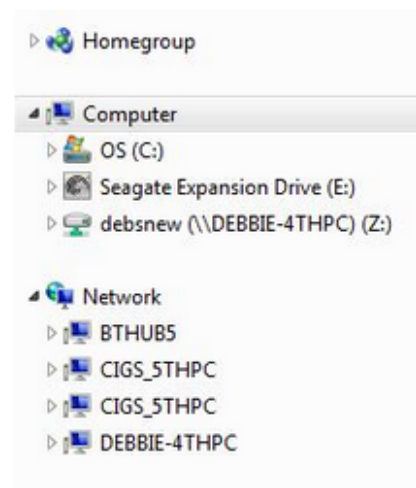 Homegroup
Computer
OS (C:)
Seagate Expansion Drive (E:)
debsnew (\\DEBBIE-4THPC) (Z:)
Network
BTHUB5
CIGS_5THPC
CIGS_5THPC
DEBBIE-4THPC